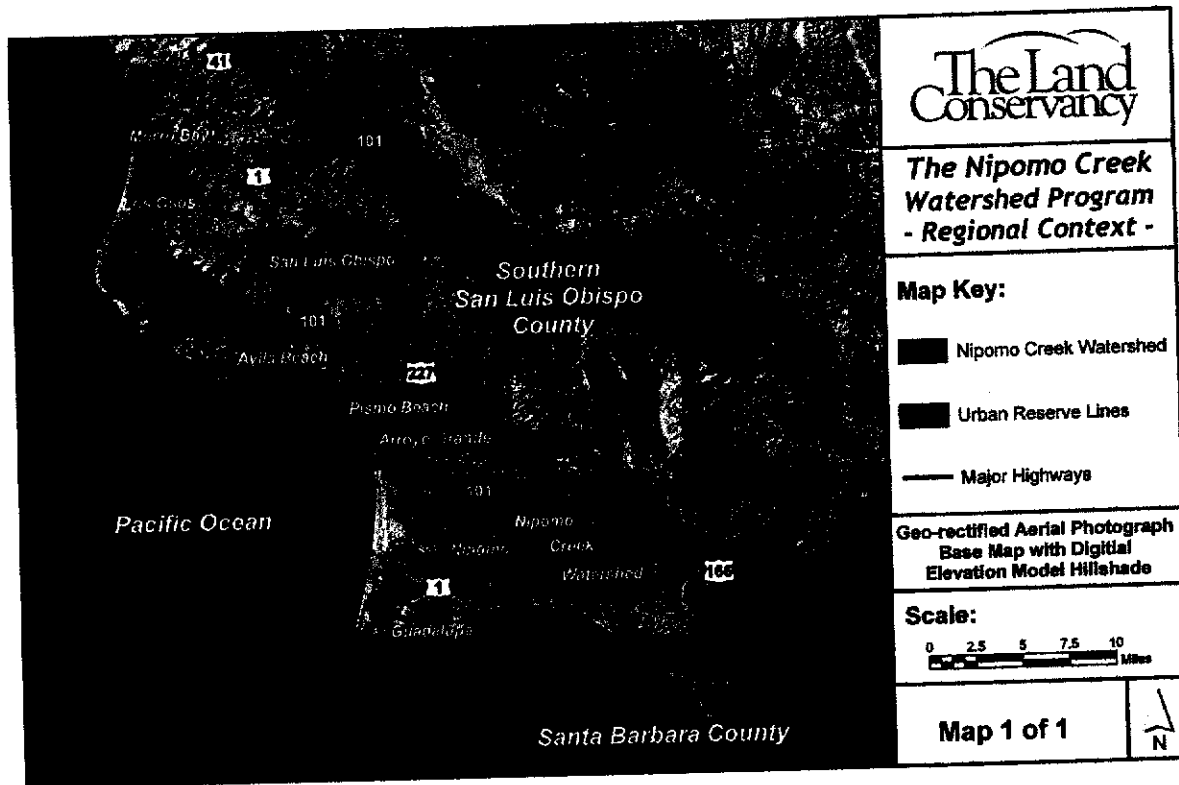 41
101
1
San Luis Obispo
Southern
San Luis Obispo
County
101
Avila Beach
227
Pismo Beach
Arroyo Grande
101
Pacific Ocean
Nipomo
Nipomo
Creek
Watershed
166
1
Guadalupe
Santa Barbara County
The Land
Conservancy
The Nipomo Creek
Watershed Program
- Regional Context -
Map Key:
Nipomo Creek Watershed
Urban Reserve Lines
Major Highways
Geo-rectified Aerial Photograph
Base Map with Digitial
Elevation Model Hillshade
Scale:
0 2.5 5 7.5 10
Miles
Map 1 of 1
N